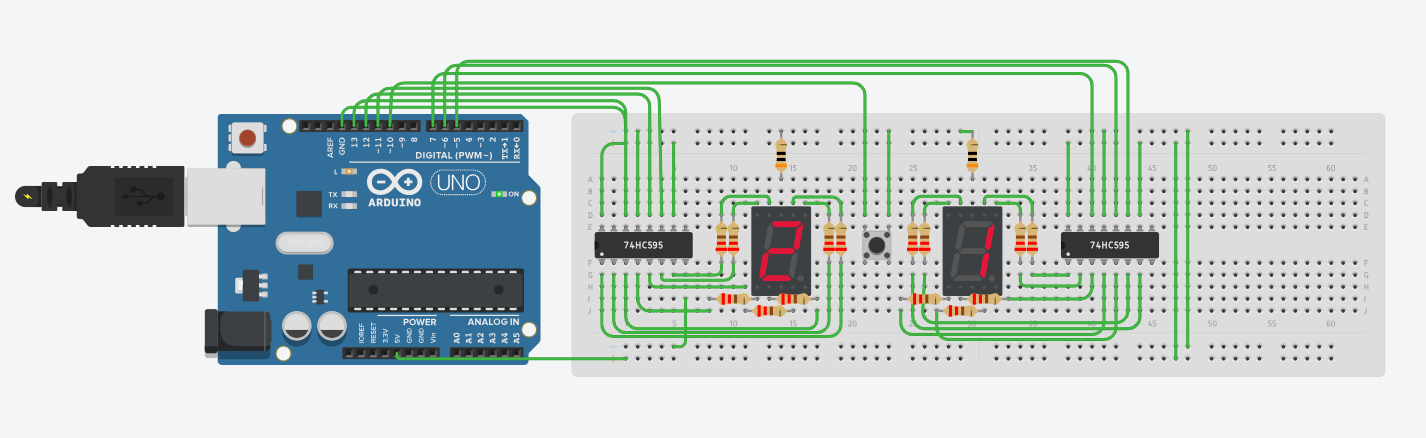 10 15 20 25 30 35 40 45 50 55 60
A A
B B
C C
D D
E E
F F
G G
H H
I I
J J
5 10 15 20 25 35 45 50 55 60
AREF
GND
13
12
~11
~10
~9
8
7
~6
~5
4
~3
2
TX→1
RX←0
DIGITAL (PWM~)
L
TX
RX
ARDUINO
UNO
ON
74HC595
74HC595
2
1
POWER
ANALOG IN
IOREF
RESET
3.3V
5V
GND
GND
Vin
A0
A1
A2
A3
A4
A5